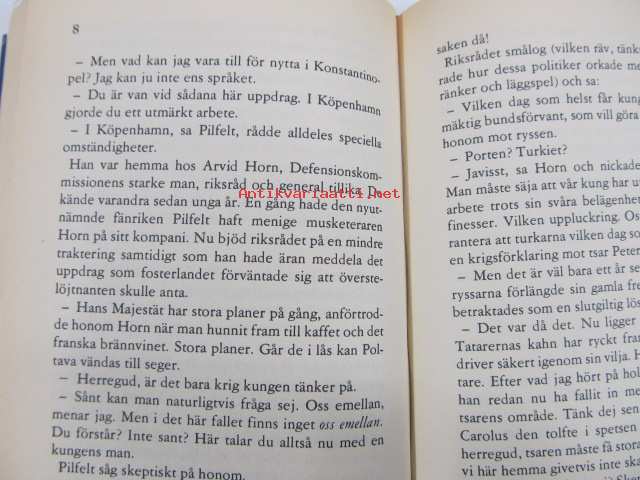 8
– Men vad kan jag vara till för nytta i Konstantino-
pel? Jag kan ju inte ens språket.
– Du är van vid sådana här uppdrag. I Köpenhamn
gjorde du ett utmärkt arbete.
– I Köpenhamn, sa Pilfelt, rådde alldeles speciella
omständigheter.
Han var hemma hos Arvid Horn, Defensionskom-
missionens starke man, riksråd och general tillika. De
kände varandra sedan unga år. En gång hade den nyut-
nämnde fänriken Pilfelt haft menige musketeraren
Horn på sitt kompani. Nu bjöd riksrådet på en mindre
traktering samtidigt som han hade äran meddela det
uppdrag som fosterlandet förväntade sig att överste-
löjtnanten skulle anta.
– Hans Majestät har stora planer på gång, anförtrod-
de honom Horn när man hunnit fram till kaffet och det
franska brännvinet. Stora planer. Går de i lås kan Pol-
tava vändas till seger.
– Herregud, är det bara krig kungen tänker på.
– Sånt kan man naturligtvis fråga sej. Oss emellan,
menar jag. Men i det här fallet finns inget oss emellan.
Du förstår? Inte sant? Här talar du alltså nu med en
kungens man.
Pilfelt såg skeptiskt på honom.
saken då!
Riksrådet smålog (vilken räv, tänk
rade hur dessa politiker orkade me
ränker och läggspel) och sa:
– Vilken dag som helst får kung
mäktig bundsförvant, som vill göra
honom mot ryssen.
– Porten? Turkiet?
– Javisst, sa Horn och nickade
Man måste säja att vår kung har u
arbete trots sin svåra belägenhet
finesser. Vilken uppluckring. Os
rantera att turkarna vilken dag so
en krigsförklaring mot tsar Peter
– Men det är väl bara ett år se
ryssarna förlängde sin gamla fre
betraktades som en slutgiltig lös
– Det var då det. Nu ligger
Tatarernas kahn har ryckt fra
driver säkert igenom sin vilja.
tare. Efter vad jag hört på hol
han redan nu ha fallit in me
tsarens område. Tänk dej sen
Carolus den tolfte i spetsen
herregud, tsaren måste få stora
vi här hemma givetvis inte sk
Antikvariaatti.net